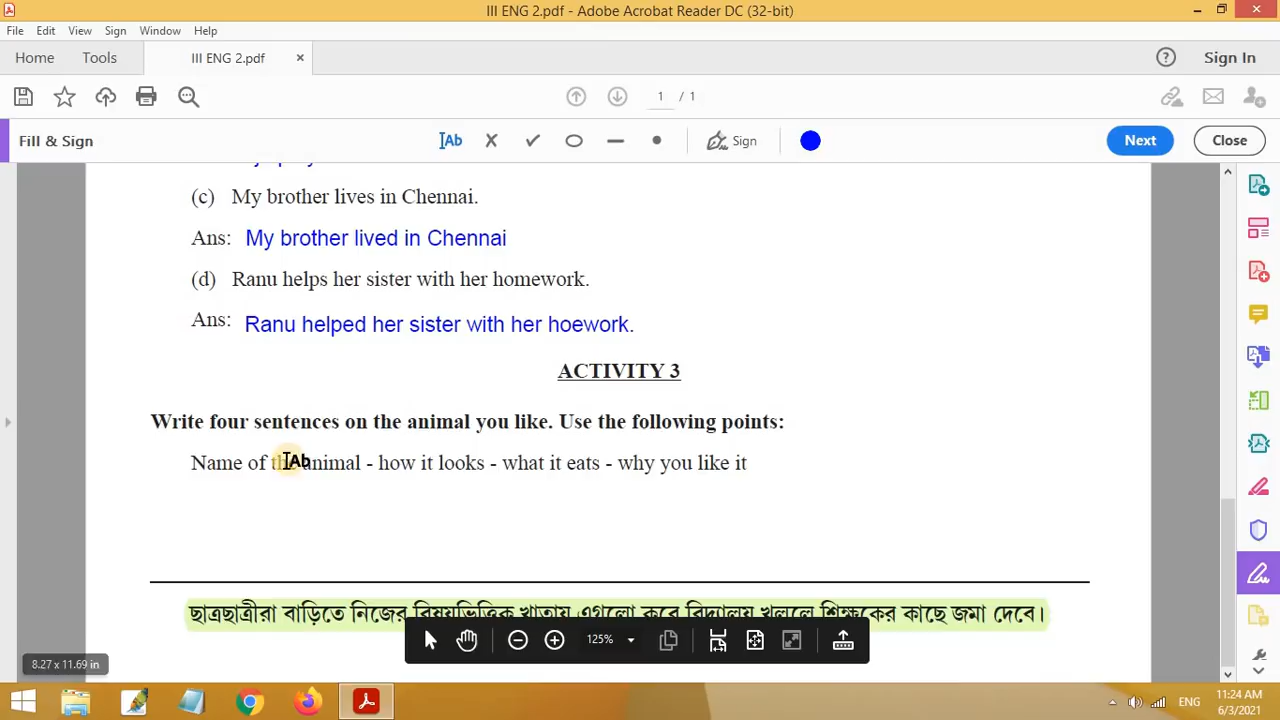 III ENG 2.pdf - Adobe Acrobat Reader DC (32-bit)
File Edit View Sign Window Help
Home Tools III ENG 2.pdf × Sign In
1 / 1
Fill & Sign Ab Sign Next Close
(c) My brother lives in Chennai.
Ans: My brother lived in Chennai
(d) Ranu helps her sister with her homework.
Ans: Ranu helped her sister with her hoework.
ACTIVITY 3
Write four sentences on the animal you like. Use the following points:
Name of the animal - how it looks - what it eats - why you like it
Ab
ছাত্রছাত্রীরা বাড়িতে নিজের বিষয়ভিত্তিক খাতায় এগুলো করে বিদ্যালয় খুললে শিক্ষকের কাছে জমা দেবে।
125%
8.27 x 11.69 in
ENG 11:24 AM
6/3/2021